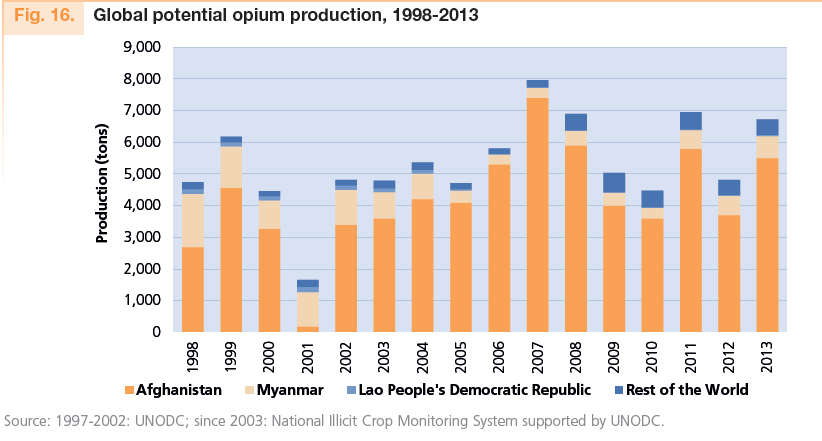 Fig. 16. Global potential opium production, 1998-2013
9,000
8,000
7,000
6,000
5,000
4,000
3,000
2,000
1,000
0
Production (tons)
1998 1999 2000 2001 2002 2003 2004 2005 2006 2007 2008 2009 2010 2011 2012 2013
Afghanistan Myanmar Lao People's Democratic Republic Rest of the World
Source: 1997-2002: UNODC; since 2003: National Illicit Crop Monitoring System supported by UNODC.